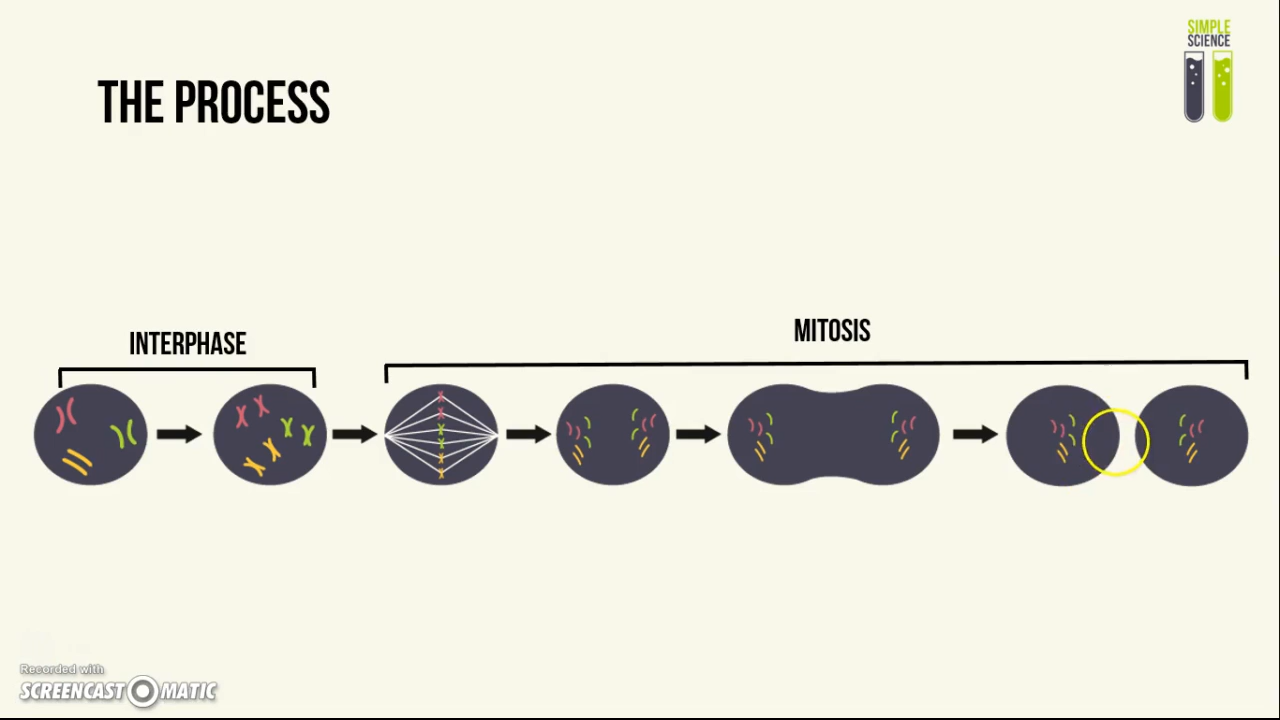 SIMPLE
SCIENCE
THE PROCESS
MITOSIS
INTERPHASE
Recorded with
SCREENCAST MATIC